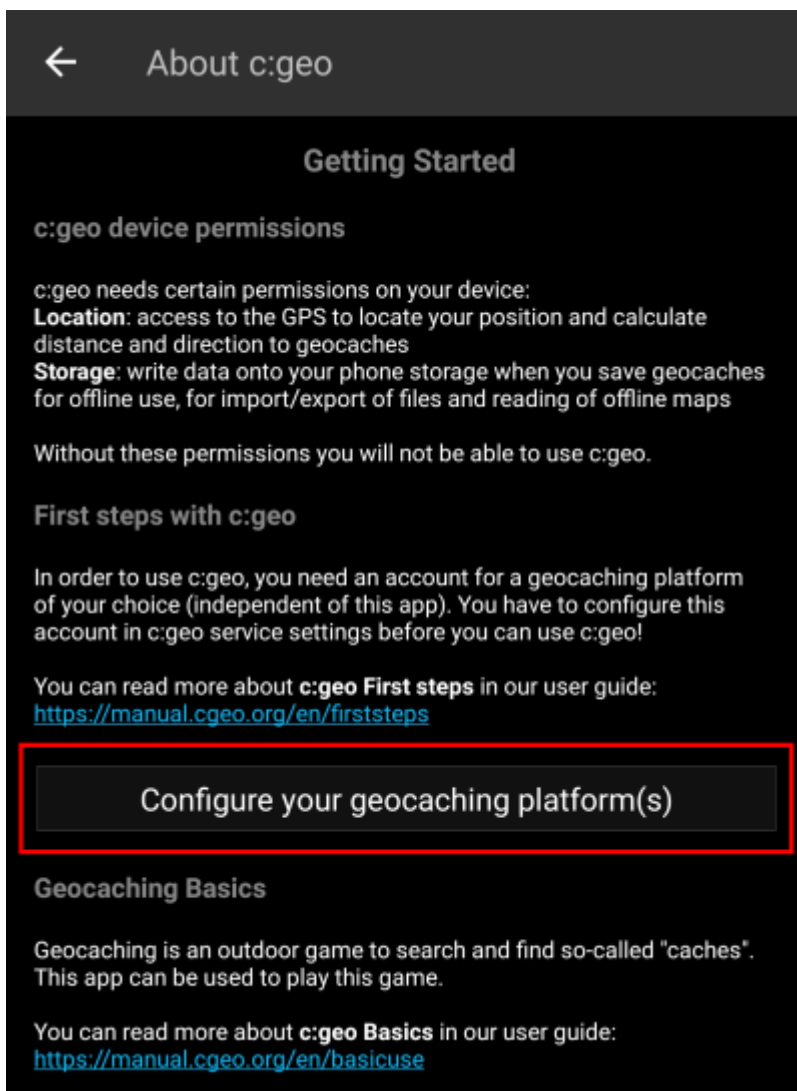 About c:geo
Getting Started
c:geo device permissions
c:geo needs certain permissions on your device:
Location: access to the GPS to locate your position and calculate
distance and direction to geocaches
Storage: write data onto your phone storage when you save geocaches
for offline use, for import/export of files and reading of offline maps
Without these permissions you will not be able to use c:geo.
First steps with c:geo
In order to use c:geo, you need an account for a geocaching platform
of your choice (independent of this app). You have to configure this
account in c:geo service settings before you can use c:geo!
You can read more about c:geo First steps in our user guide:
https://manual.cgeo.org/en/firststeps
Configure your geocaching platform(s)
Geocaching Basics
Geocaching is an outdoor game to search and find so-called "caches".
This app can be used to play this game.
You can read more about c:geo Basics in our user guide:
https://manual.cgeo.org/en/basicuse